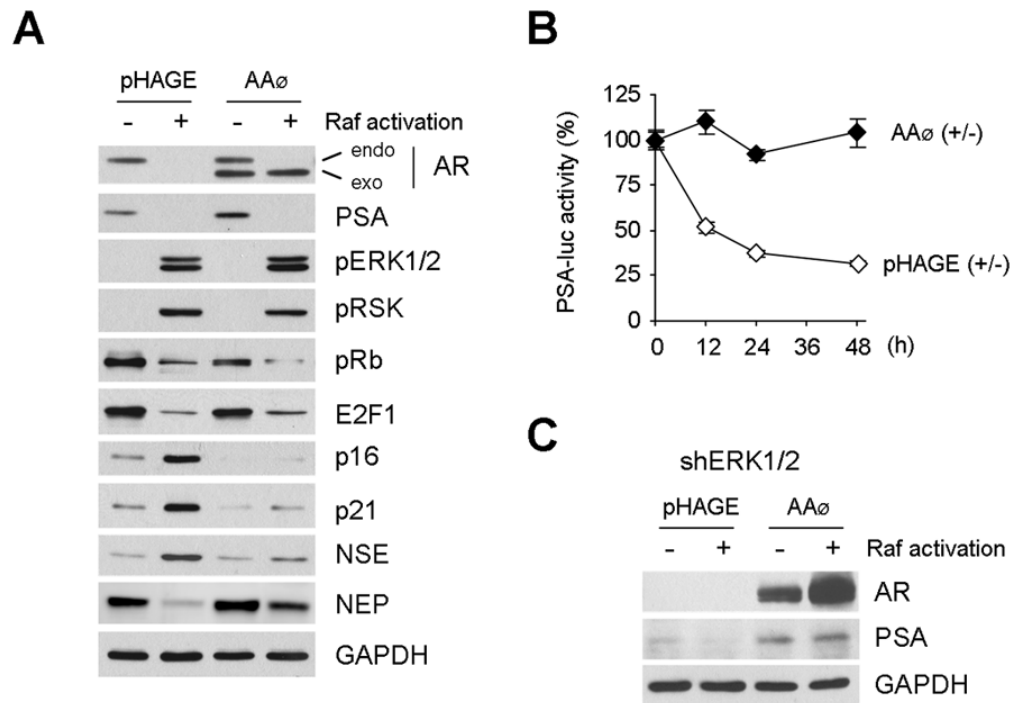 A
pHAGE AAø
- + - + Raf activation
endo
exo
AR
PSA
pERK1/2
pRSK
pRb
E2F1
p16
p21
NSE
NEP
GAPDH
B
PSA-luc activity (%)
125
100
75
50
25
0
0 12 24 36 48 (h)
AAø (+/-)
pHAGE (+/-)
C
shERK1/2
pHAGE AAø
- + - + Raf activation
AR
PSA
GAPDH